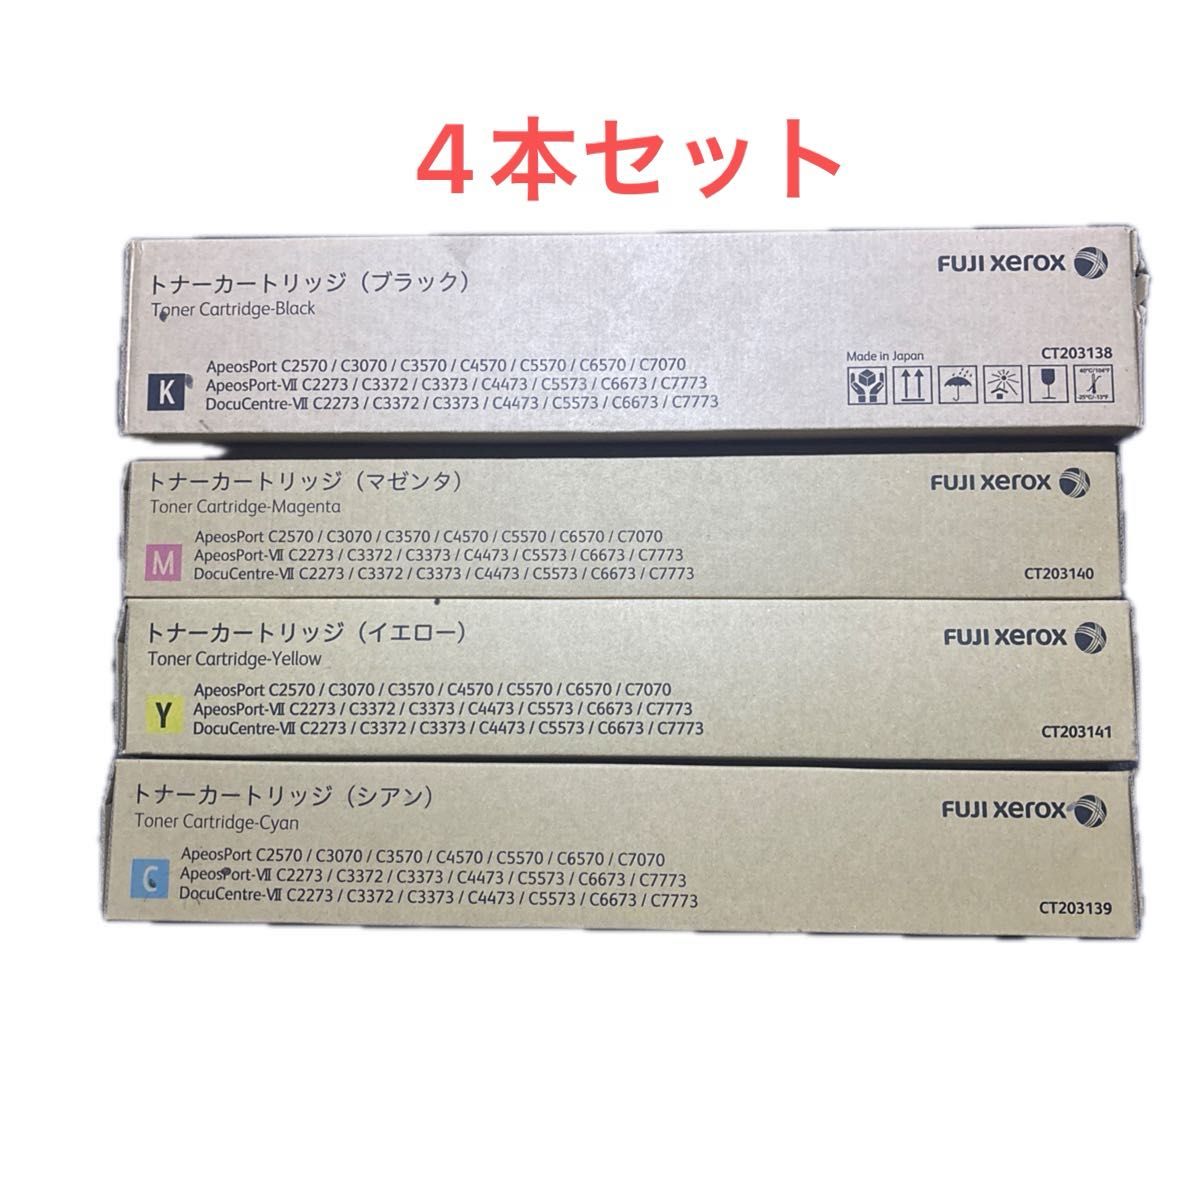 4本セット
トナーカートリッジ（ブラック）
Toner Cartridge-Black
FUJI xerox
K
ApeosPort C2570 / C3070 / C3570 / C4570 / C5570 / C6570 / C7070
ApeosPort-Ⅶ C2273 / C3372 / C3373 / C4473 / C5573 / C6673 / C7773
DocuCentre-Ⅶ C2273 / C3372 / C3373 / C4473 / C5573 / C6673 / C7773
Made in Japan
CT203138
40°C/104°F
-25°C/-13°F
トナーカートリッジ（マゼンタ）
Toner Cartridge-Magenta
FUJI xerox
M
ApeosPort C2570 / C3070 / C3570 / C4570 / C5570 / C6570 / C7070
ApeosPort-Ⅶ C2273 / C3372 / C3373 / C4473 / C5573 / C6673 / C7773
DocuCentre-Ⅶ C2273 / C3372 / C3373 / C4473 / C5573 / C6673 / C7773
CT203140
トナーカートリッジ（イエロー）
Toner Cartridge-Yellow
FUJI xerox
Y
ApeosPort C2570 / C3070 / C3570 / C4570 / C5570 / C6570 / C7070
ApeosPort-Ⅶ C2273 / C3372 / C3373 / C4473 / C5573 / C6673 / C7773
DocuCentre-Ⅶ C2273 / C3372 / C3373 / C4473 / C5573 / C6673 / C7773
CT203141
トナーカートリッジ（シアン）
Toner Cartridge-Cyan
FUJI xerox
C
ApeosPort C2570 / C3070 / C3570 / C4570 / C5570 / C6570 / C7070
ApeosPort-Ⅶ C2273 / C3372 / C3373 / C4473 / C5573 / C6673 / C7773
DocuCentre-Ⅶ C2273 / C3372 / C3373 / C4473 / C5573 / C6673 / C7773
CT203139